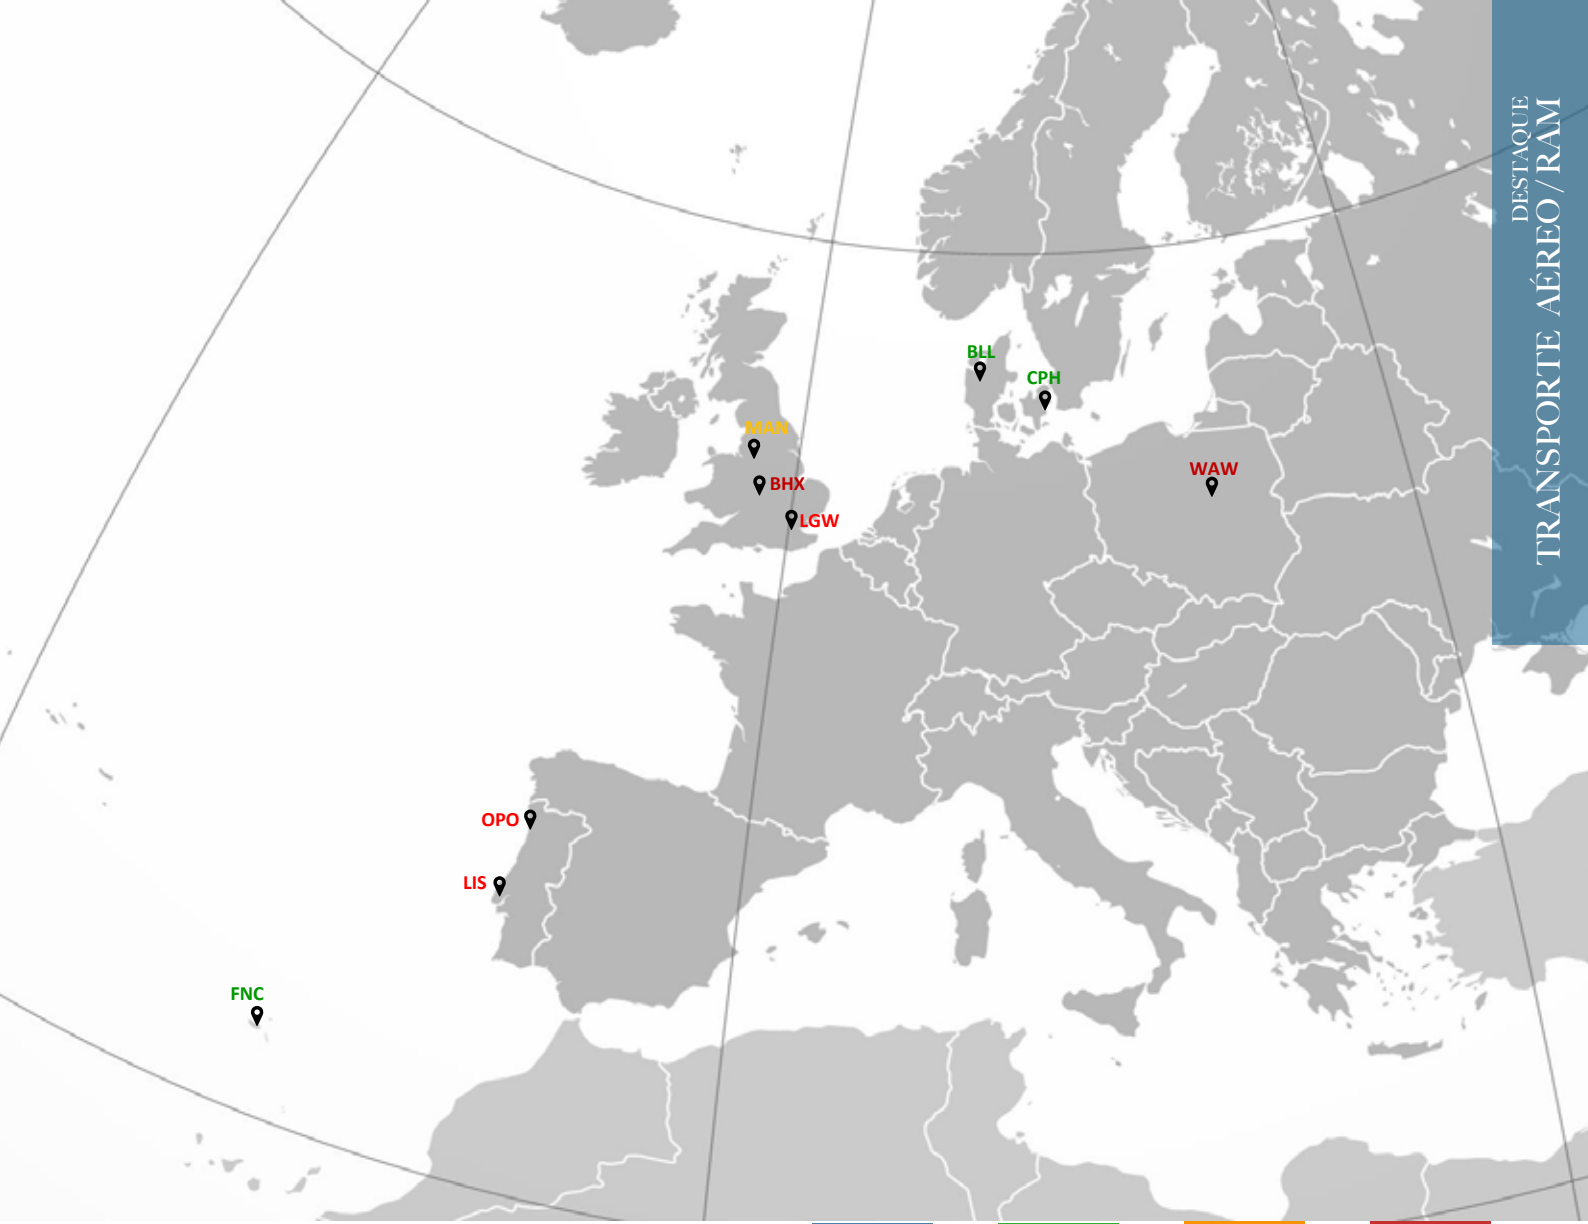 DESTAQUE
TRANSPORTE AÉREO / RAM
BLL
CPH
MAN
WAW
BHX
LGW
OPO
LIS
FNC